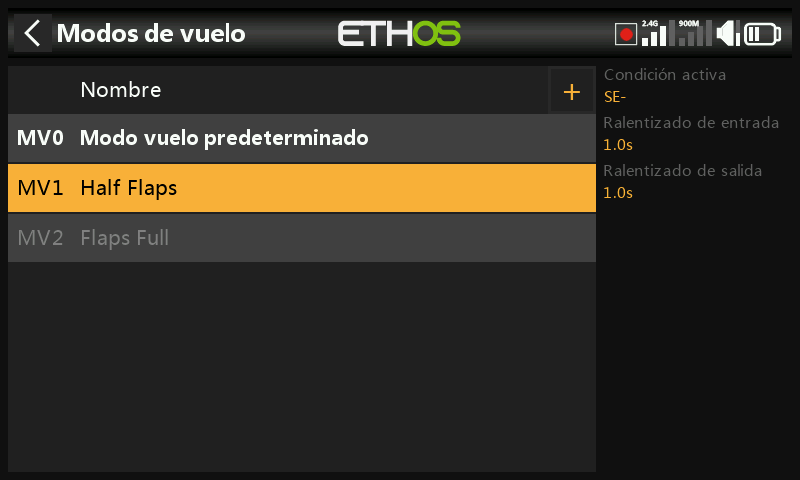 Modos de vuelo
ETHOS
2.4G
900M
Nombre
+
MV0 Modo vuelo predeterminado
MV1 Half Flaps
MV2 Flaps Full
Condición activa
SE-
Ralentizado de entrada
1.0s
Ralentizado de salida
1.0s